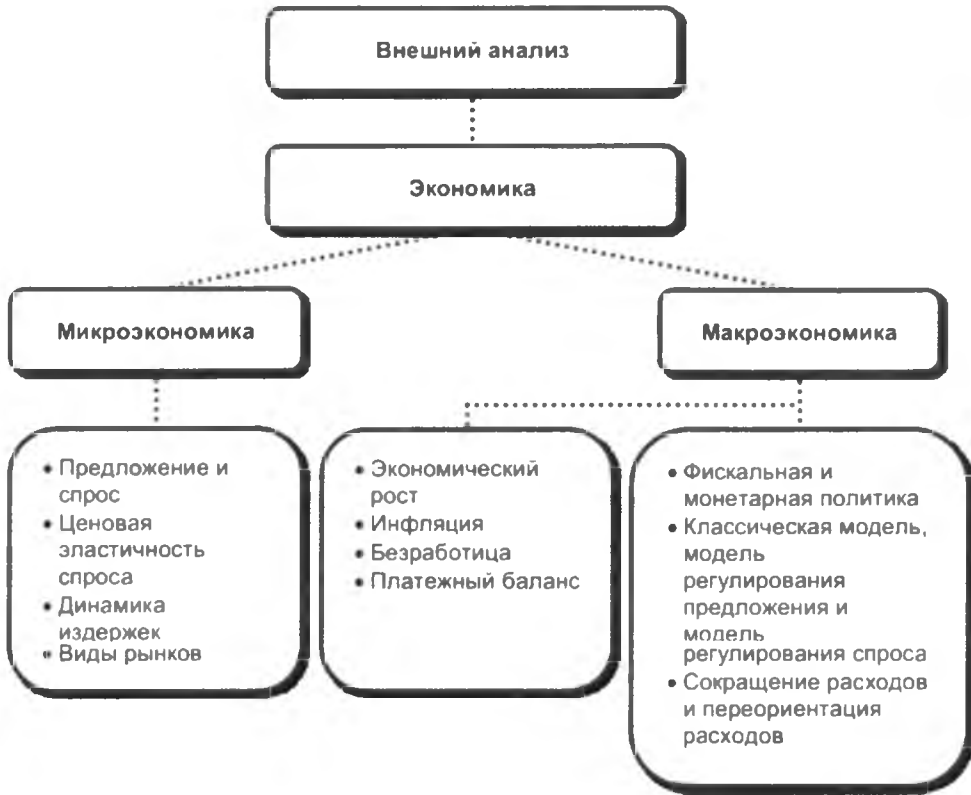 Внешний анализ
Экономика
Микроэкономика
Макроэкономика
• Предложение и
спрос
• Ценовая
эластичность
спроса
• Динамика
издержек
• Виды рынков
• Экономический
рост
• Инфляция
• Безработица
• Платежный баланс
• Фискальная и
монетарная политика
• Классическая модель,
модель
регулирования
предложения и
модель
регулирования спроса
• Сокращение расходов
и переориентация
расходов